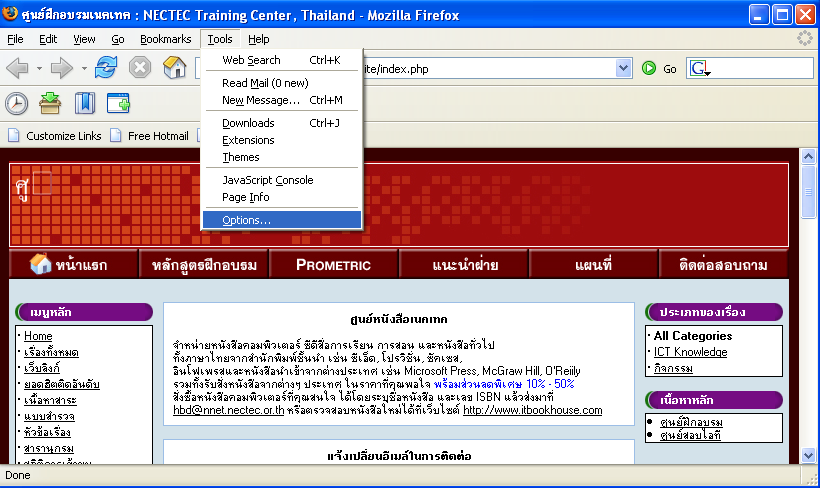 ศูนย์ฝึกอบรมเนคเทค : NECTEC Training Center, Thailand - Mozilla Firefox
File Edit View Go Bookmarks Tools Help
Web Search Ctrl+K
Read Mail (0 new)
New Message... Ctrl+M
Downloads Ctrl+J
Extensions
Themes
JavaScript Console
Page Info
Options...
ite/index.php
Go
G
Customize Links Free Hotmail
ศู
หน้าแรก หลักสูตรฝึกอบรม PROMETRIC แนะนำฝ่าย แผนที่ ติดต่อสอบถาม
เมนูหลัก
Home
เรื่องทั้งหมด
เว็บลิงก์
ยอดฮิตติดอันดับ
เนื้อหาสาระ
แบบสำรวจ
หัวข้อเรื่อง
สารานุกรม
ศูนย์หนังสือเนคเทค
จำหน่ายหนังสือคอมพิวเตอร์ ซีดีสื่อการเรียน การสอน และหนังสือทั่วไป
ทั้งภาษาไทยจากสำนักพิมพ์ชั้นนำ เช่น ซีเอ็ด, โปรวิชั่น, ซัคเซส,
อินโฟเพรสและหนังสือนำเข้าจากต่างประเทศ เช่น Microsoft Press, McGraw Hill, O'Reily
รวมทั้งรับสั่งหนังสือจากต่างๆ ประเทศ ในราคาที่คุณพอใจ พร้อมส่วนลดพิเศษ 10% - 50%
สั่งซื้อหนังสือคอมพิวเตอร์ที่คุณสนใจ ได้โดยระบุชื่อหนังสือ และเลข ISBN แล้วส่งมาที่
hbd@nnet.nectec.or.th หรือตรวจสอบหนังสือใหม่ได้ที่เว็บไซต์ http://www.itbookhouse.com
แจ้งเปลี่ยนอีเมล์ในการติดต่อ
ประเภทของเรื่อง
All Categories
ICT Knowledge
กิจกรรม
เนื้อหาหลัก
ศูนย์ฝึกอบรม
ศูนย์สอบไอที
Done